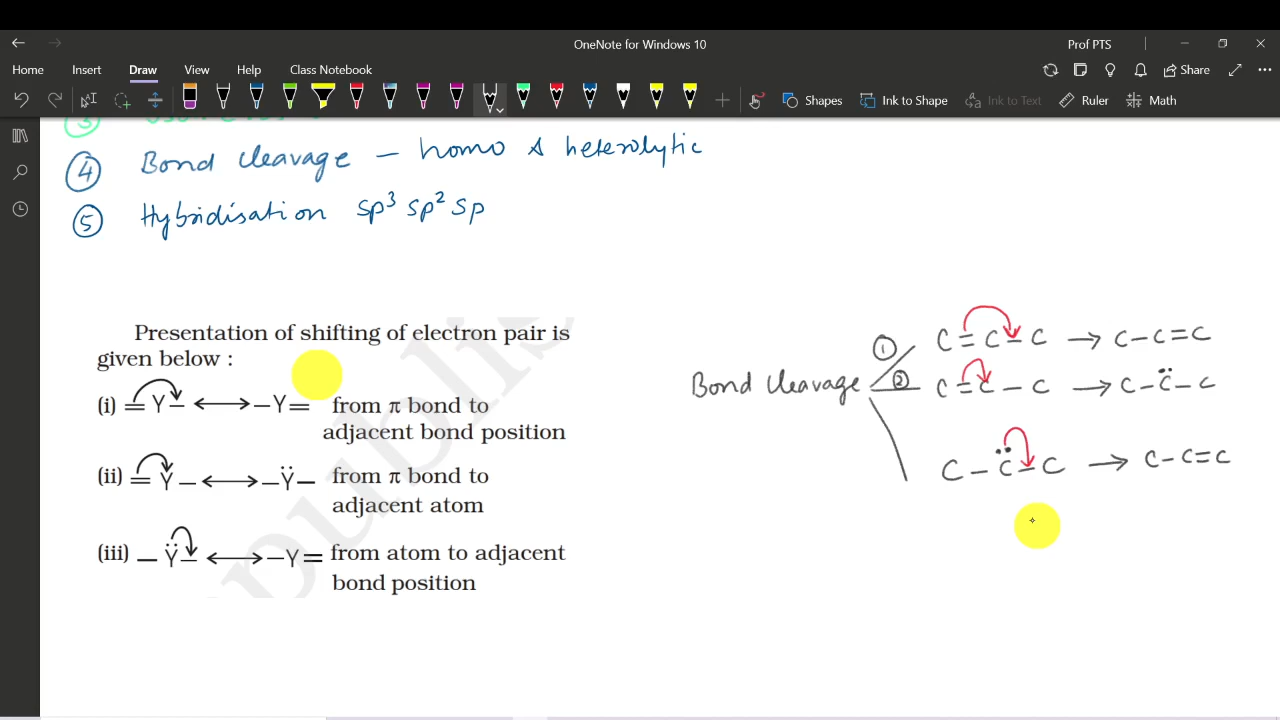 OneNote for Windows 10
Prof PTS
Home Insert Draw View Help Class Notebook
Share
Shapes Ink to Shape Ink to Text Ruler Math
3
4 Bond cleavage – homo & heterolytic
5 Hybridisation sp³ sp² sp
Presentation of shifting of electron pair is
given below :
(i) = Y – ⟷ –Y= from π bond to
adjacent bond position
(ii) = Y – ⟷ –Ÿ– from π bond to
adjacent atom
(iii) – Ÿ – ⟷ –Y= from atom to adjacent
bond position
publis
Bond cleavage
1 C = C – C → C–C=C
2 C = C – C → C–C̈–C
C – C̈ – C → C–C=C